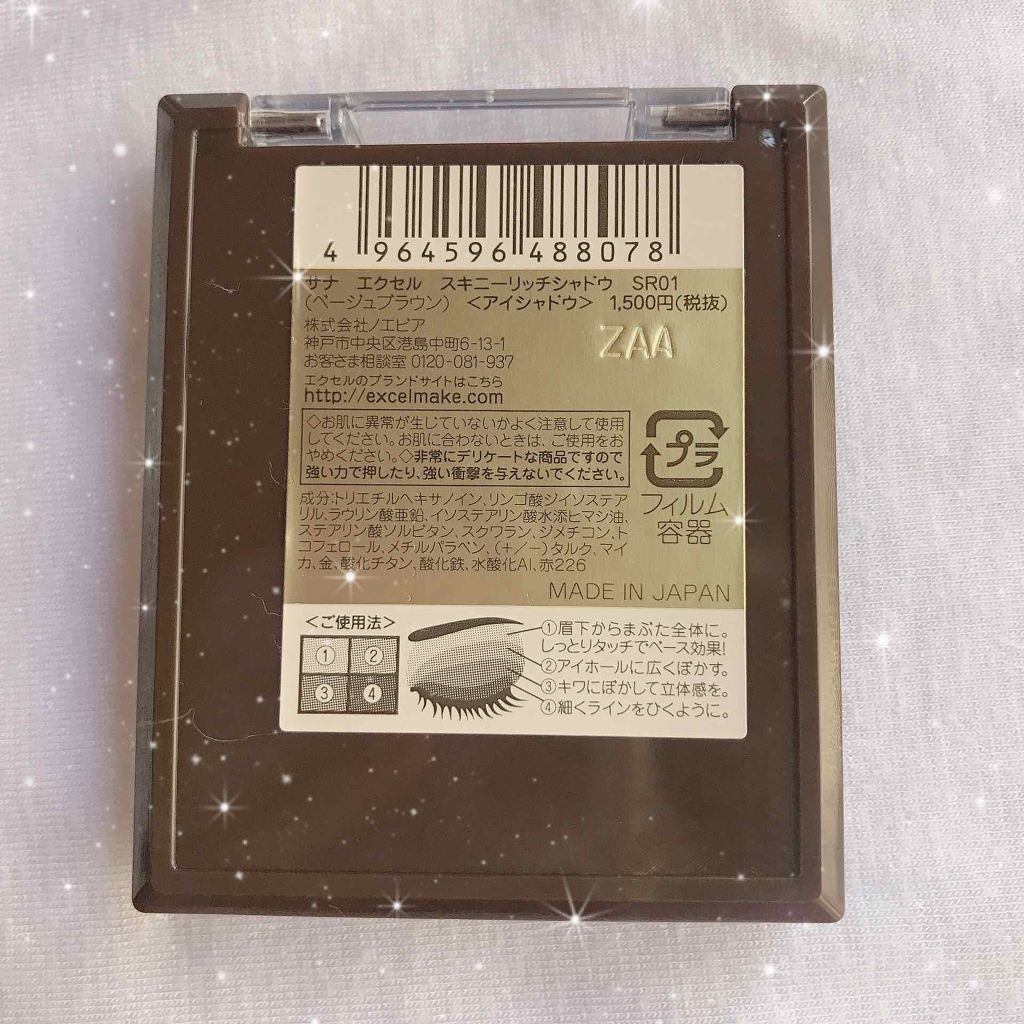 4 964596 488078
サナ エクセル スキニーリッチシャドウ SR01
(ベージュブラウン) <アイシャドウ> 1,500円(税抜)
株式会社ノエビア
神戸市中央区港島中町6-13-1
お客さま相談室 0120-081-937
エクセルのブランドサイトはこちら
http://excelmake.com
ZAA
◇お肌に異常が生じていないかよく注意して使用
してください。お肌に合わないときは、ご使用をお
やめください。◇非常にデリケートな商品ですので
強い力で押したり、強い衝撃を与えないでください。
プラ
フィルム
容器
成分:トリエチルヘキサノイン、リンゴ酸ジイソステア
リル、ラウリン酸亜鉛、イソステアリン酸水添ヒマシ油、
ステアリン酸ソルビタン、スクワラン、ジメチコン、ト
コフェロール、メチルパラベン、(+/−)タルク、マイ
カ、金、酸化チタン、酸化鉄、水酸化Al、赤226
MADE IN JAPAN
<ご使用法>
① ②
③ ④
①眉下からまぶた全体に。
しっとりタッチでベース効果!
②アイホールに広くぼかす。
③キワにぼかして立体感を。
④細くラインをひくように。